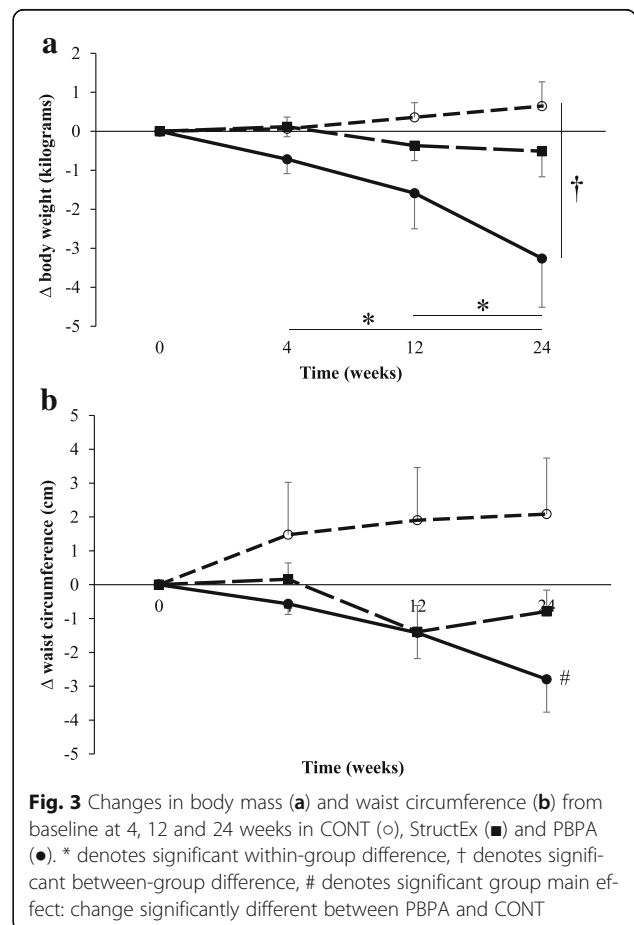 a
2
1
0
-1
-2
-3
-4
-5
Δ body weight (kilograms)
†
* *
0 4 12 24
Time (weeks)
b
5
4
3
2
1
0
-1
-2
-3
-4
-5
Δ waist circumference (cm)
0 12 24
#
Time (weeks)
Fig. 3 Changes in body mass (a) and waist circumference (b) from
baseline at 4, 12 and 24 weeks in CONT (○), StructEx (■) and PBPA
(●). * denotes significant within-group difference, † denotes signifi-
cant between-group difference, # denotes significant group main ef-
fect: change significantly different between PBPA and CONT